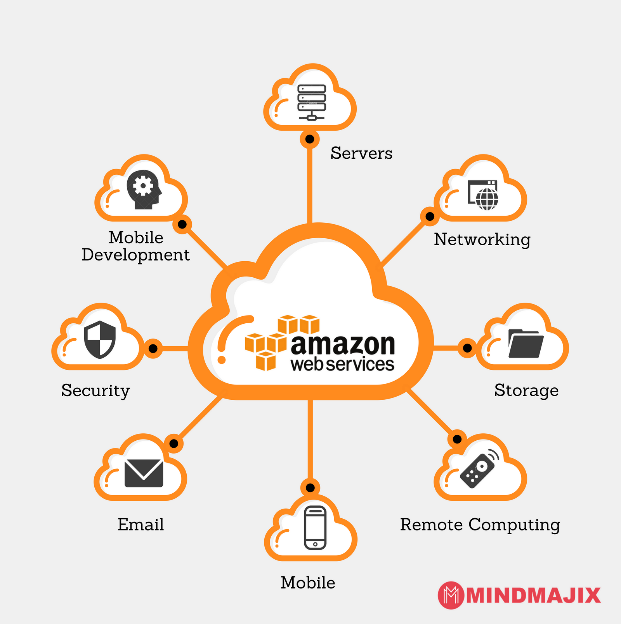 Servers
Mobile
Development
Networking
amazon
web services
Security
Storage
Email
Remote Computing
Mobile
MINDMAJIX